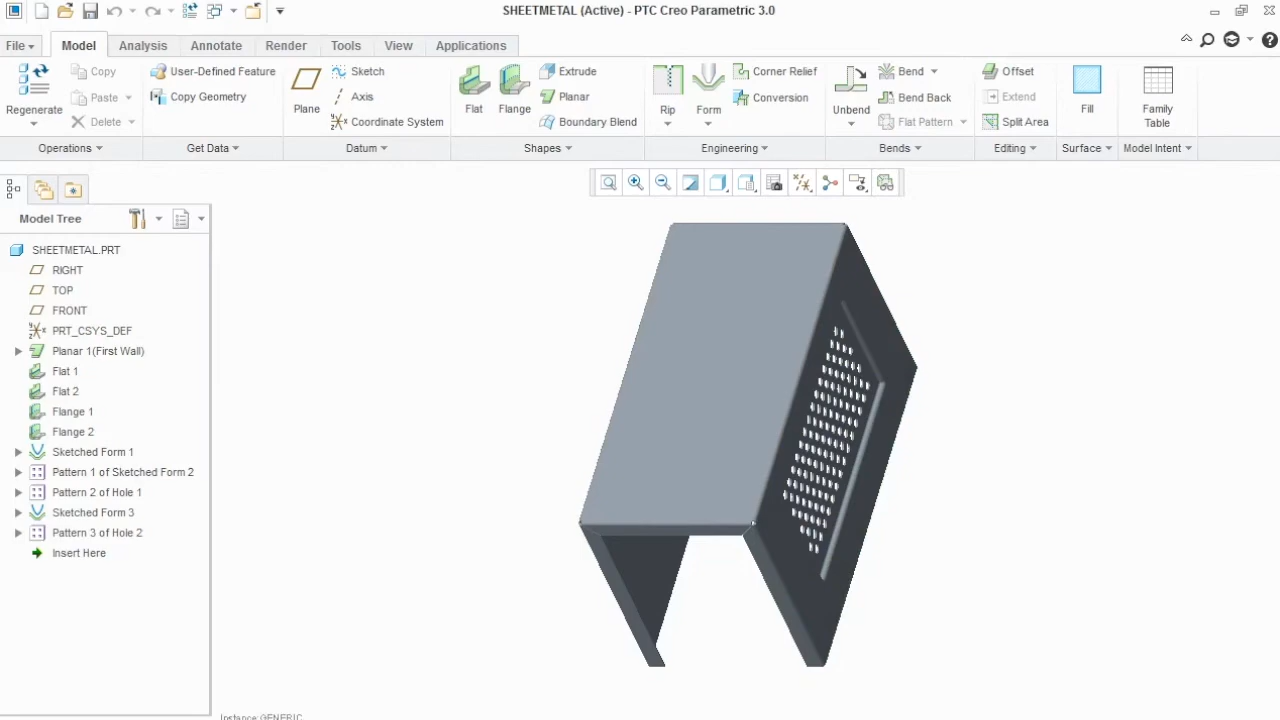 SHEETMETAL (Active) - PTC Creo Parametric 3.0
File Model Analysis Annotate Render Tools View Applications
Regenerate
Copy
Paste
Delete
Operations
User-Defined Feature
Copy Geometry
Get Data
Plane
Sketch
Axis
Coordinate System
Datum
Flat
Flange
Extrude
Planar
Boundary Blend
Shapes
Rip
Form
Corner Relief
Conversion
Engineering
Unbend
Bend
Bend Back
Flat Pattern
Bends
Offset
Extend
Split Area
Editing
Fill
Surface
Family
Table
Model Intent
Model Tree
SHEETMETAL.PRT
RIGHT
TOP
FRONT
PRT_CSYS_DEF
Planar 1(First Wall)
Flat 1
Flat 2
Flange 1
Flange 2
Sketched Form 1
Pattern 1 of Sketched Form 2
Pattern 2 of Hole 1
Sketched Form 3
Pattern 3 of Hole 2
Insert Here
Instance:GENERIC